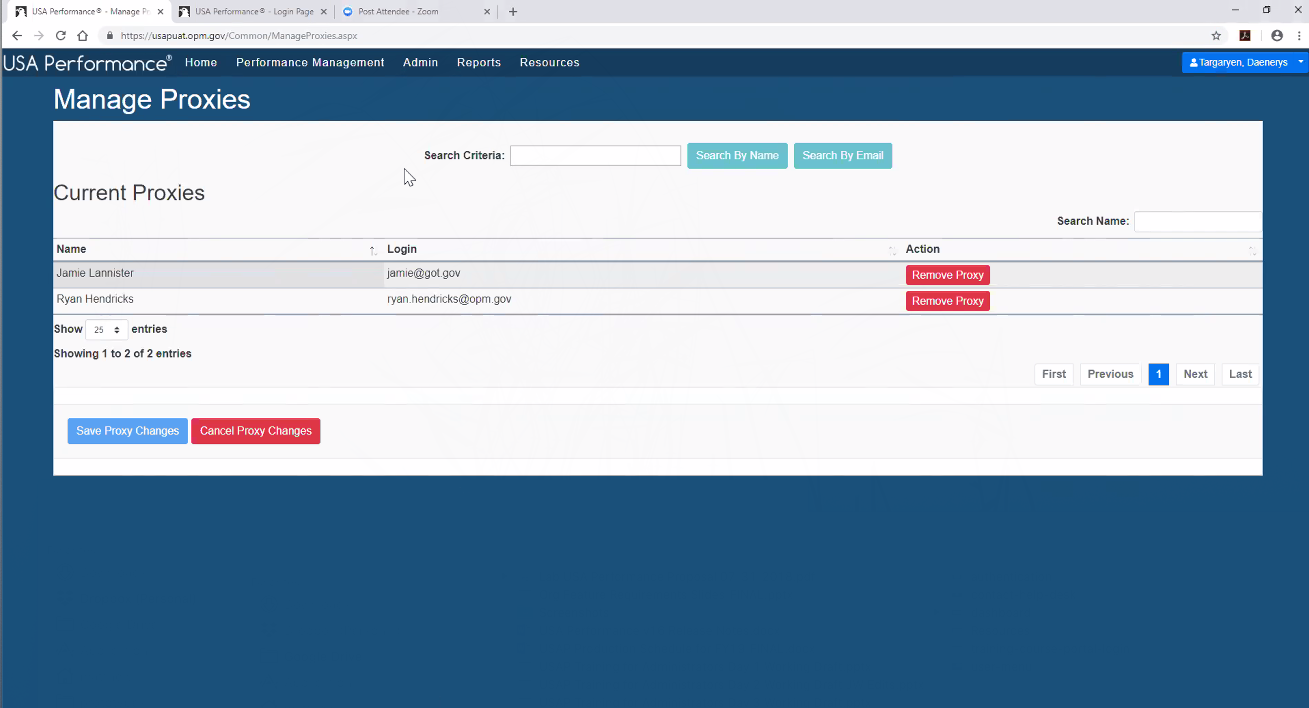 USA Performance® - Manage Pr
USA Performance® - Login Page
Post Attendee - Zoom
https://usapuat.opm.gov/Common/ManageProxies.aspx
USA Performance® Home Performance Management Admin Reports Resources Targaryen, Daenerys
Manage Proxies
Search Criteria: Search By Name Search By Email
Current Proxies
Search Name:
Name Login Action
Jamie Lannister jamie@got.gov Remove Proxy
Ryan Hendricks ryan.hendricks@opm.gov Remove Proxy
Show 25 entries
Showing 1 to 2 of 2 entries
First Previous 1 Next Last
Save Proxy Changes Cancel Proxy Changes